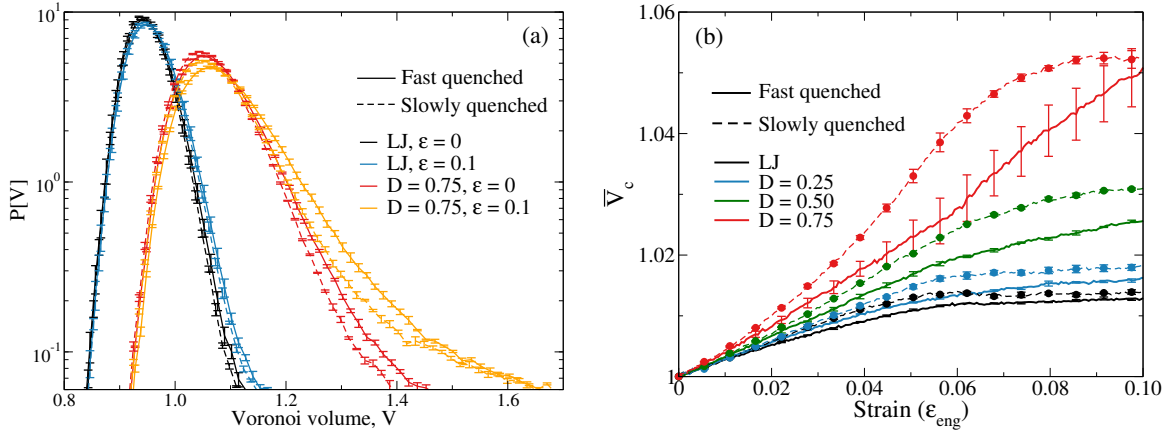 (a)
Fast quenched
Slowly quenched
LJ, ε = 0
LJ, ε = 0.1
D = 0.75, ε = 0
D = 0.75, ε = 0.1
P[V]
10¹
10⁰
10⁻¹
0.8 1.0 1.2 1.4 1.6
Voronoi volume, V
(b)
Fast quenched
Slowly quenched
LJ
D = 0.25
D = 0.50
D = 0.75
V̅c
1.06
1.04
1.02
1
0 0.02 0.04 0.06 0.08 0.10
Strain (εeng)